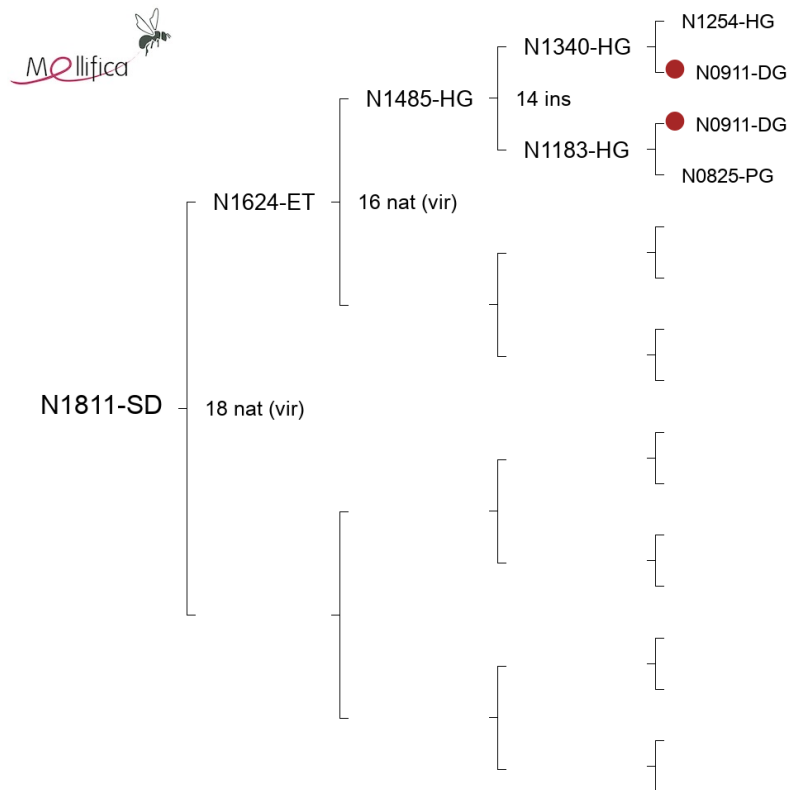 Mellifica
N1254-HG
N1340-HG
N0911-DG
N1485-HG
14 ins
N0911-DG
N1183-HG
N0825-PG
N1624-ET
16 nat (vir)
N1811-SD
18 nat (vir)